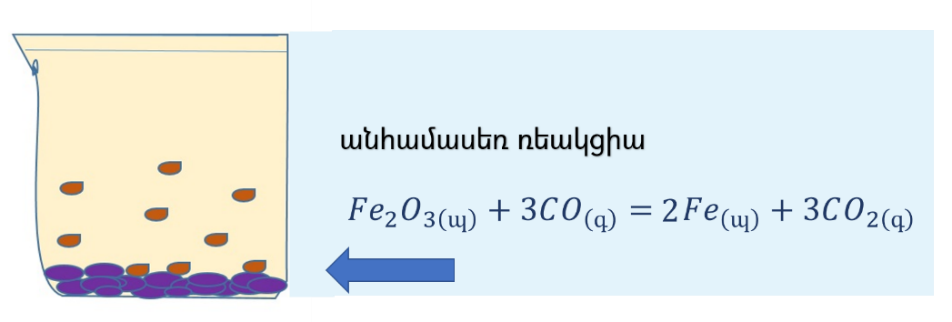 անհամասեռ ռեակցիա
Fe₂O₃₍պ₎ + 3CO₍գ₎ = 2Fe₍պ₎ + 3CO₂₍գ₎